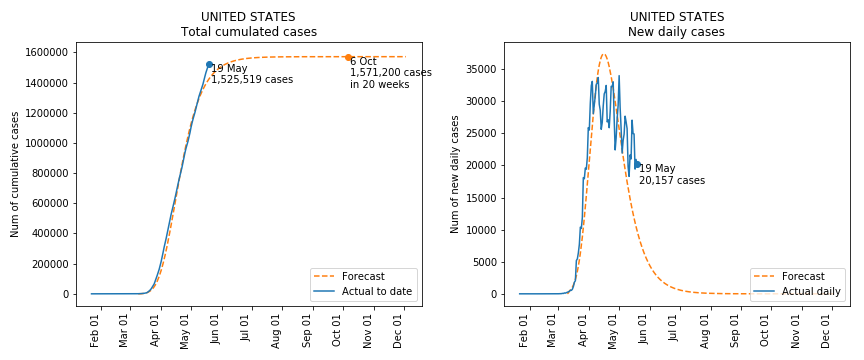 UNITED STATES
Total cumulated cases
Num of cumulative cases
1600000
1400000
1200000
1000000
800000
600000
400000
200000
0
19 May
1,525,519 cases
6 Oct
1,571,200 cases
in 20 weeks
Forecast
Actual to date
Feb 01
Mar 01
Apr 01
May 01
Jun 01
Jul 01
Aug 01
Sep 01
Oct 01
Nov 01
Dec 01
UNITED STATES
New daily cases
Num of new daily cases
35000
30000
25000
20000
15000
10000
5000
0
19 May
20,157 cases
Forecast
Actual daily
Feb 01
Mar 01
Apr 01
May 01
Jun 01
Jul 01
Aug 01
Sep 01
Oct 01
Nov 01
Dec 01